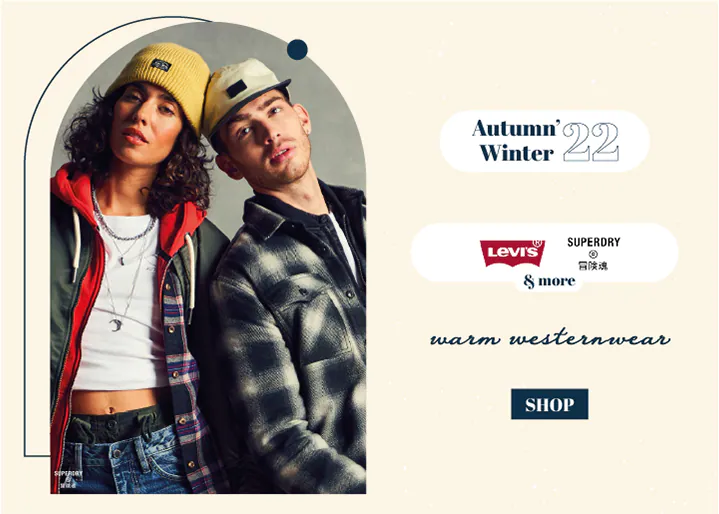 Autumn'
Winter 22
LEVI'S®
SUPERDRY
®
冒険魂
& more
warm westernwear
SHOP
SUPERDRY